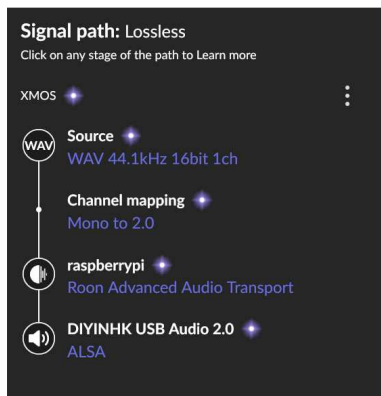 Signal path: Lossless
Click on any stage of the path to Learn more
XMOS
Source
WAV
WAV 44.1kHz 16bit 1ch
Channel mapping
Mono to 2.0
raspberrypi
Roon Advanced Audio Transport
DIYINHK USB Audio 2.0
ALSA